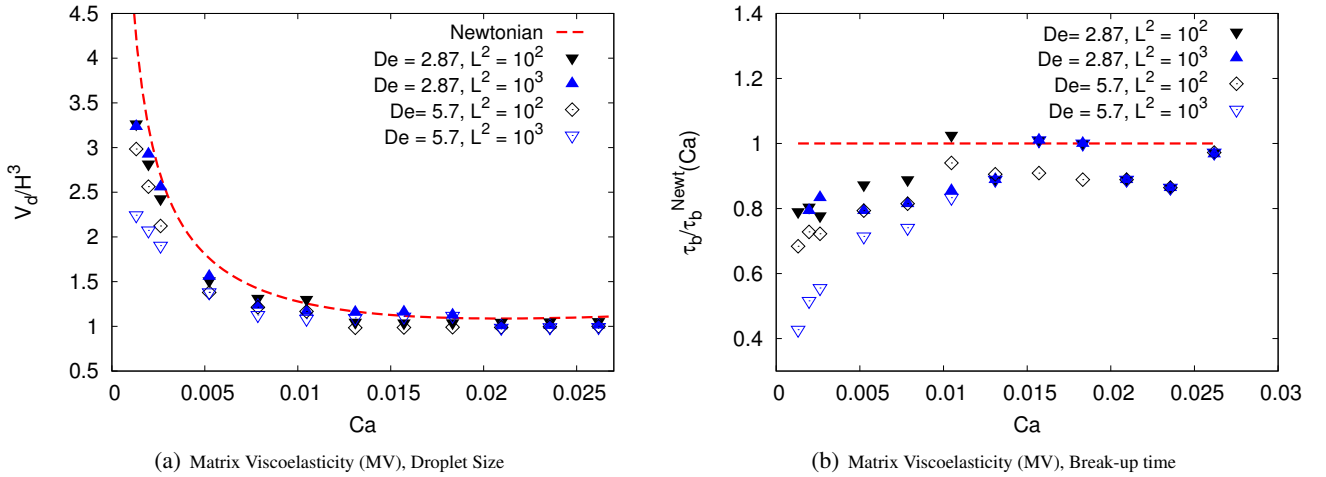 4.5
4
3.5
3
2.5
2
1.5
1
0.5
0
0.005
0.01
0.015
0.02
0.025
V_d/H^3
Ca
Newtonian
De = 2.87, L^2 = 10^2
De = 2.87, L^2 = 10^3
De= 5.7, L^2 = 10^2
De = 5.7, L^2 = 10^3
(a) Matrix Viscoelasticity (MV), Droplet Size
1.4
1.2
1
0.8
0.6
0.4
0
0.005
0.01
0.015
0.02
0.025
0.03
τ_b/τ_b^Newt(Ca)
Ca
De= 2.87, L^2 = 10^2
De = 2.87, L^2 = 10^3
De= 5.7, L^2 = 10^2
De = 5.7, L^2 = 10^3
(b) Matrix Viscoelasticity (MV), Break-up time